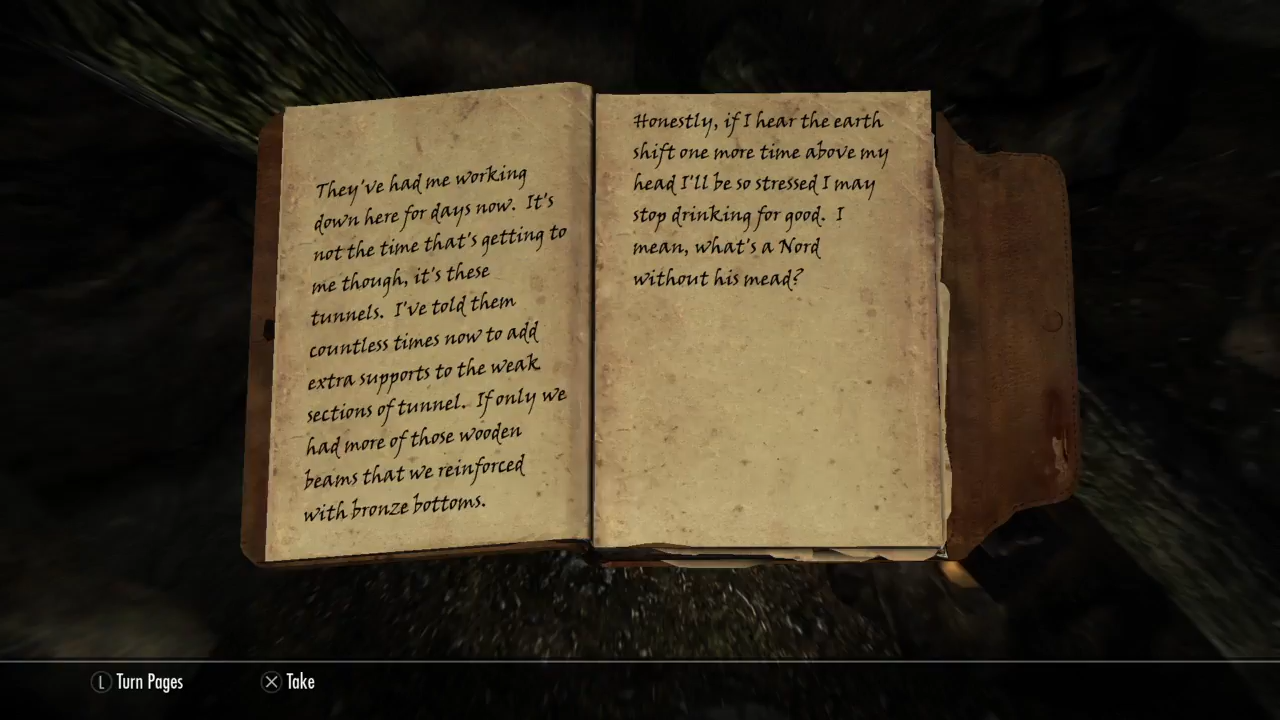 They've had me working
down here for days now. It's
not the time that's getting to
me though, it's these
tunnels. I've told them
countless times now to add
extra supports to the weak
sections of tunnel. If only we
had more of those wooden
beams that we reinforced
with bronze bottoms.
Honestly, if I hear the earth
shift one more time above my
head I'll be so stressed I may
stop drinking for good. I
mean, what's a Nord
without his mead?
L Turn Pages
X Take